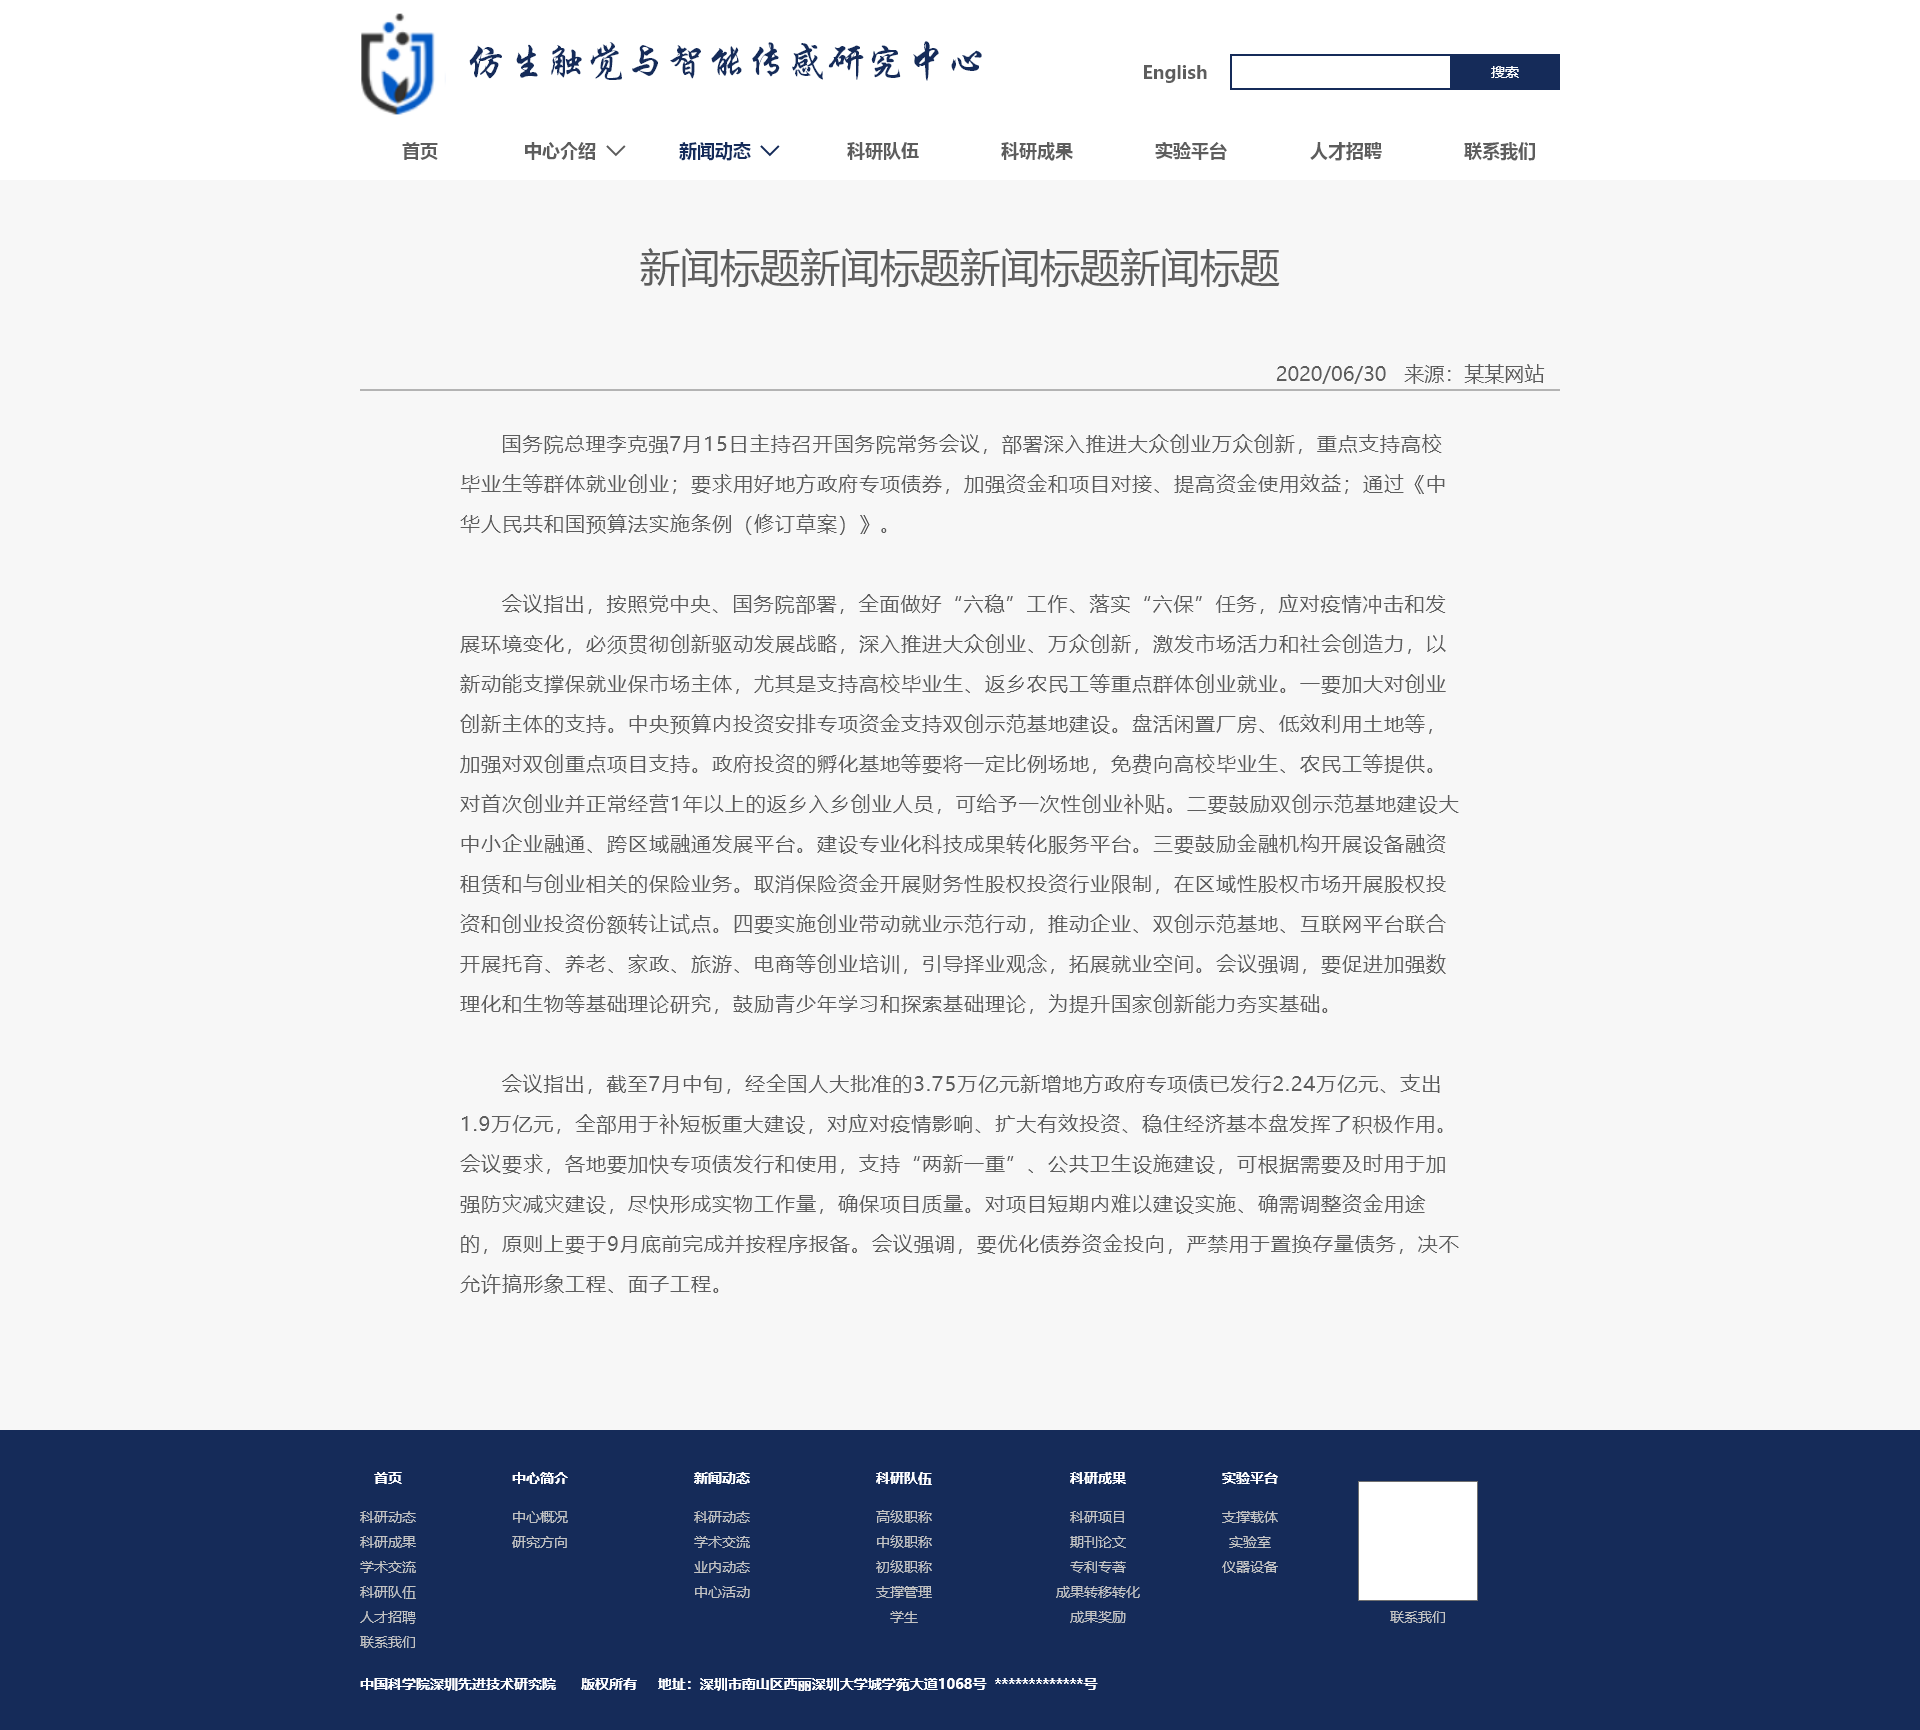 仿生触觉与智能传感研究中心
English
搜索
首页 中心介绍 新闻动态 科研队伍 科研成果 实验平台 人才招聘 联系我们
新闻标题新闻标题新闻标题新闻标题
2020/06/30 来源：某某网站
国务院总理李克强7月15日主持召开国务院常务会议，部署深入推进大众创业万众创新，重点支持高校
毕业生等群体就业创业；要求用好地方政府专项债券，加强资金和项目对接、提高资金使用效益；通过《中
华人民共和国预算法实施条例（修订草案）》。
会议指出，按照党中央、国务院部署，全面做好“六稳”工作、落实“六保”任务，应对疫情冲击和发
展环境变化，必须贯彻创新驱动发展战略，深入推进大众创业、万众创新，激发市场活力和社会创造力，以
新动能支撑保就业保市场主体，尤其是支持高校毕业生、返乡农民工等重点群体创业就业。一要加大对创业
创新主体的支持。中央预算内投资安排专项资金支持双创示范基地建设。盘活闲置厂房、低效利用土地等，
加强对双创重点项目支持。政府投资的孵化基地等要将一定比例场地，免费向高校毕业生、农民工等提供。
对首次创业并正常经营1年以上的返乡入乡创业人员，可给予一次性创业补贴。二要鼓励双创示范基地建设大
中小企业融通、跨区域融通发展平台。建设专业化科技成果转化服务平台。三要鼓励金融机构开展设备融资
租赁和与创业相关的保险业务。取消保险资金开展财务性股权投资行业限制，在区域性股权市场开展股权投
资和创业投资份额转让试点。四要实施创业带动就业示范行动，推动企业、双创示范基地、互联网平台联合
开展托育、养老、家政、旅游、电商等创业培训，引导择业观念，拓展就业空间。会议强调，要促进加强数
理化和生物等基础理论研究，鼓励青少年学习和探索基础理论，为提升国家创新能力夯实基础。
会议指出，截至7月中旬，经全国人大批准的3.75万亿元新增地方政府专项债已发行2.24万亿元、支出
1.9万亿元，全部用于补短板重大建设，对应对疫情影响、扩大有效投资、稳住经济基本盘发挥了积极作用。
会议要求，各地要加快专项债发行和使用，支持“两新一重”、公共卫生设施建设，可根据需要及时用于加
强防灾减灾建设，尽快形成实物工作量，确保项目质量。对项目短期内难以建设实施、确需调整资金用途
的，原则上要于9月底前完成并按程序报备。会议强调，要优化债券资金投向，严禁用于置换存量债务，决不
允许搞形象工程、面子工程。
首页 中心简介 新闻动态 科研队伍 科研成果 实验平台
科研动态 中心概况 科研动态 高级职称 科研项目 支撑载体
科研成果 研究方向 学术交流 中级职称 期刊论文 实验室
学术交流 业内动态 初级职称 专利专著 仪器设备
科研队伍 中心活动 支撑管理 成果转移转化
人才招聘 学生 成果奖励 联系我们
联系我们
中国科学院深圳先进技术研究院 版权所有 地址：深圳市南山区西丽深圳大学城学苑大道1068号 *************号